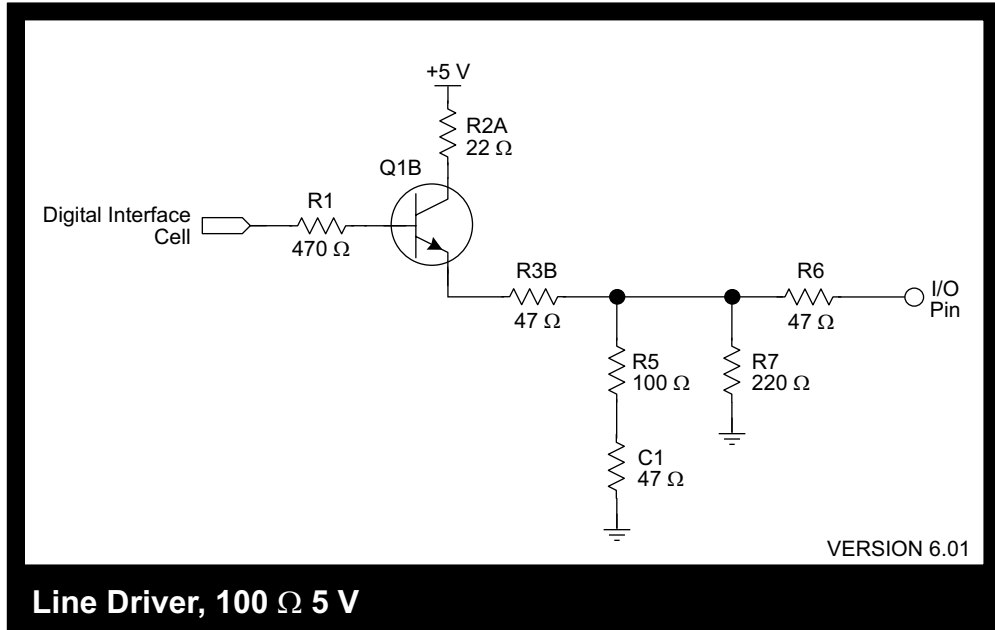 +5 V
R2A
22 Ω
Q1B
Digital Interface
Cell
R1
470 Ω
R3B
47 Ω
R6
47 Ω
I/O
Pin
R5
100 Ω
R7
220 Ω
C1
47 Ω
VERSION 6.01
Line Driver, 100 Ω 5 V